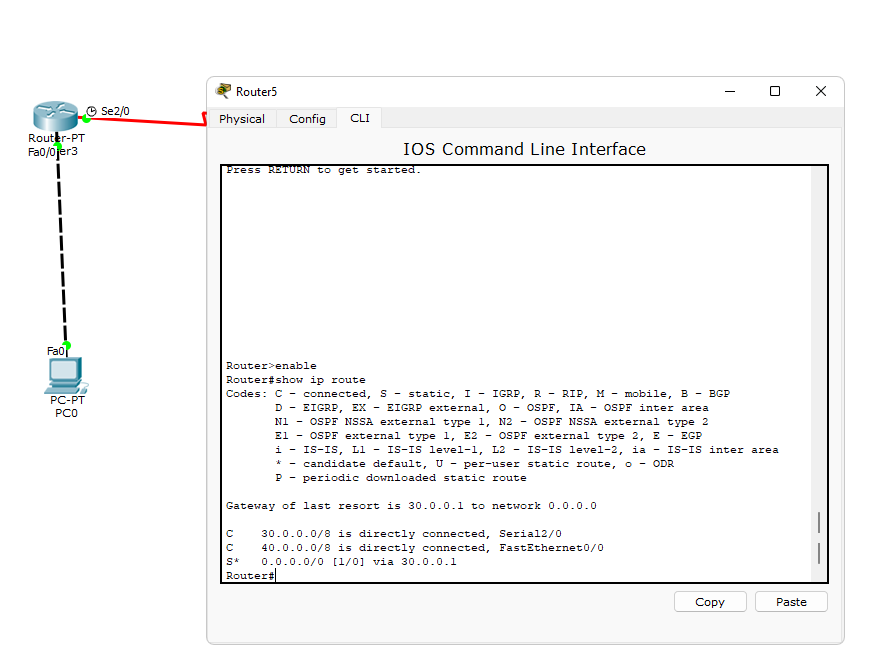 Router5
Physical
Config
CLI
IOS Command Line Interface
Press RETURN to get started.
Router>enable
Router#show ip route
Codes: C - connected, S - static, I - IGRP, R - RIP, M - mobile, B - BGP
D - EIGRP, EX - EIGRP external, O - OSPF, IA - OSPF inter area
N1 - OSPF NSSA external type 1, N2 - OSPF NSSA external type 2
E1 - OSPF external type 1, E2 - OSPF external type 2, E - EGP
i - IS-IS, L1 - IS-IS level-1, L2 - IS-IS level-2, ia - IS-IS inter area
* - candidate default, U - per-user static route, o - ODR
P - periodic downloaded static route
Gateway of last resort is 30.0.0.1 to network 0.0.0.0
C    30.0.0.0/8 is directly connected, Serial2/0
C    40.0.0.0/8 is directly connected, FastEthernet0/0
S*   0.0.0.0/0 [1/0] via 30.0.0.1
Router#
Copy
Paste
Se2/0
Router-PT
Fa0/0
Fa0
PC-PT
PC0